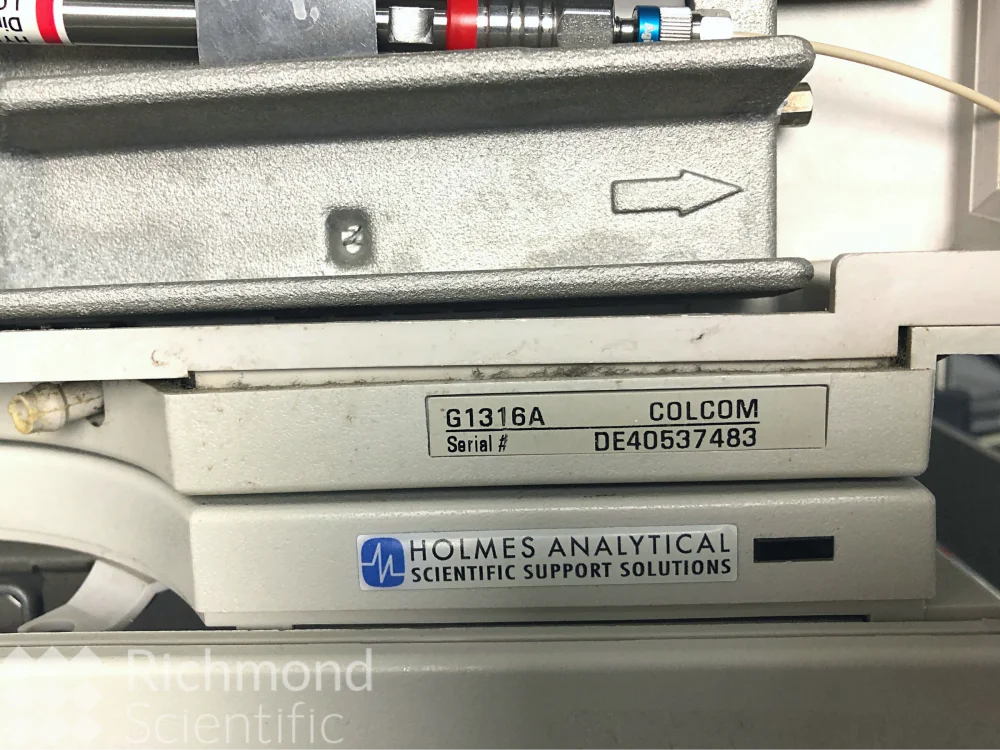 G1316A COLCOM
Serial # DE40537483
HOLMES ANALYTICAL
SCIENTIFIC SUPPORT SOLUTIONS
Richmond
Scientific